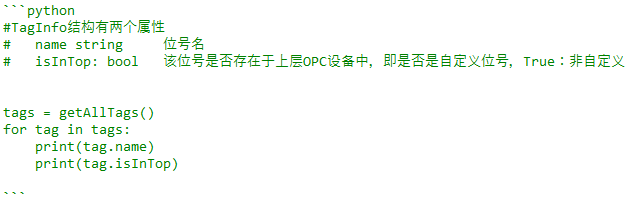 ```python
#TagInfo结构有两个属性
#   name string     位号名
#   isInTop: bool   该位号是否存在于上层OPC设备中，即是否是自定义位号，True：非自定义
tags = getAllTags()
for tag in tags:
    print(tag.name)
    print(tag.isInTop)
```